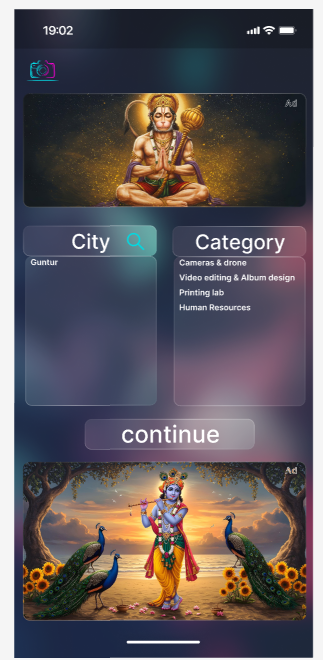 19:02
Ad
City
Category
Guntur
Cameras & drone
Video editing & Album design
Printing lab
Human Resources
continue
Ad